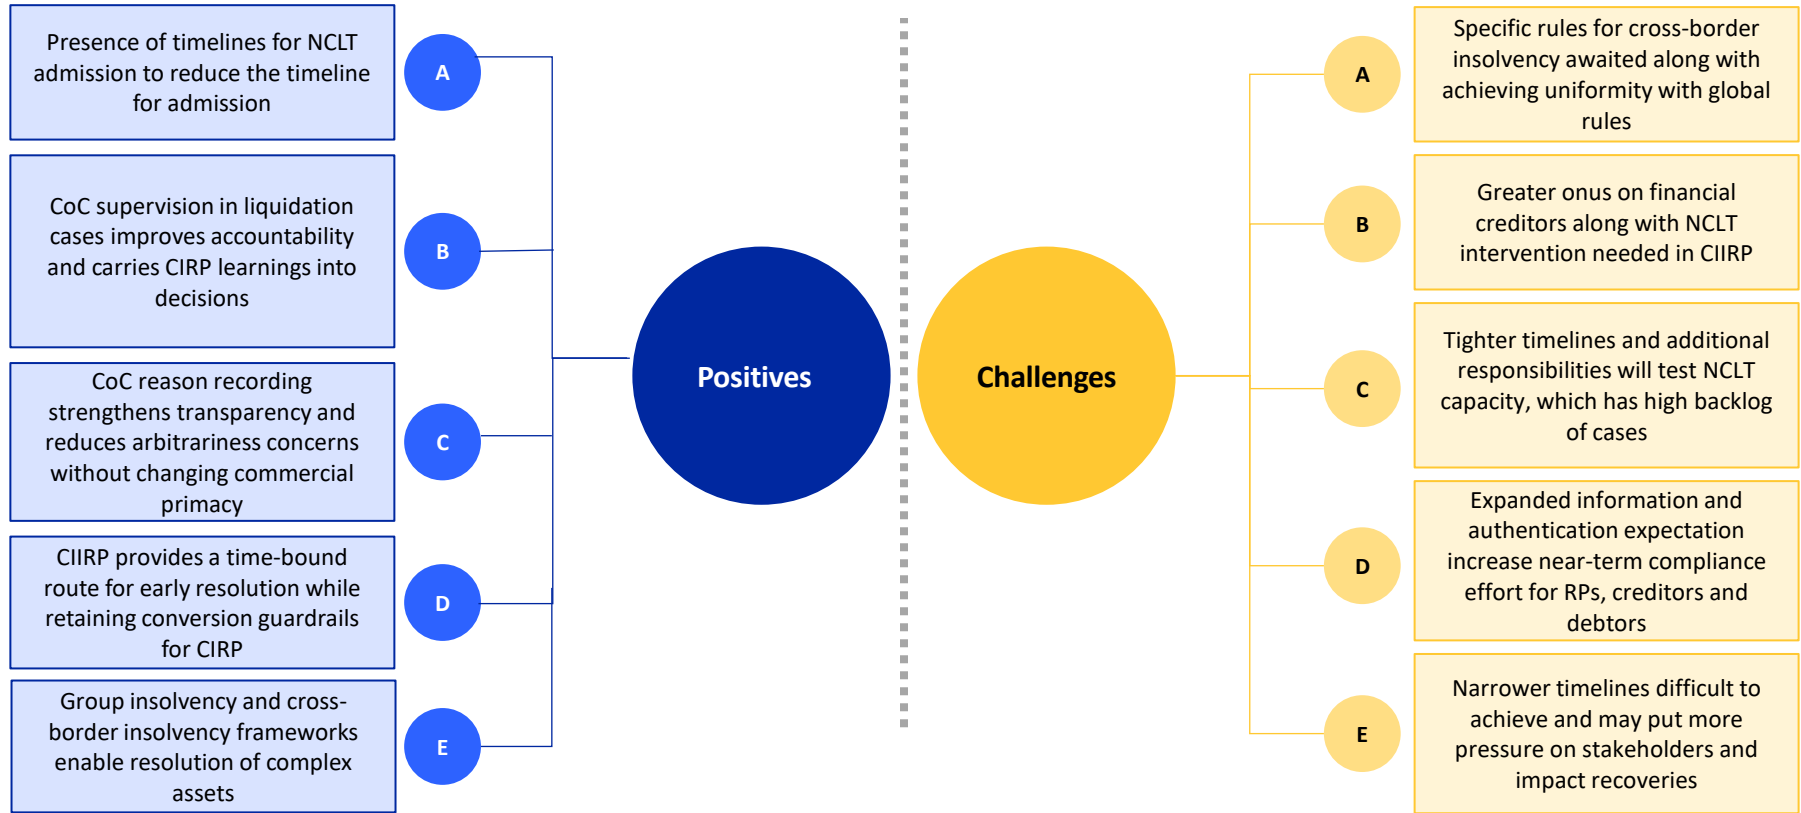 Presence of timelines for NCLT
admission to reduce the timeline
for admission
A
CoC supervision in liquidation
cases improves accountability
and carries CIRP learnings into
decisions
B
CoC reason recording
strengthens transparency and
reduces arbitrariness concerns
without changing commercial
primacy
C
CIIRP provides a time-bound
route for early resolution while
retaining conversion guardrails
for CIRP
D
Group insolvency and cross-
border insolvency frameworks
enable resolution of complex
assets
E
Positives
Challenges
A
Specific rules for cross-border
insolvency awaited along with
achieving uniformity with global
rules
B
Greater onus on financial
creditors along with NCLT
intervention needed in CIIRP
C
Tighter timelines and additional
responsibilities will test NCLT
capacity, which has high backlog
of cases
D
Expanded information and
authentication expectation
increase near-term compliance
effort for RPs, creditors and
debtors
E
Narrower timelines difficult to
achieve and may put more
pressure on stakeholders and
impact recoveries